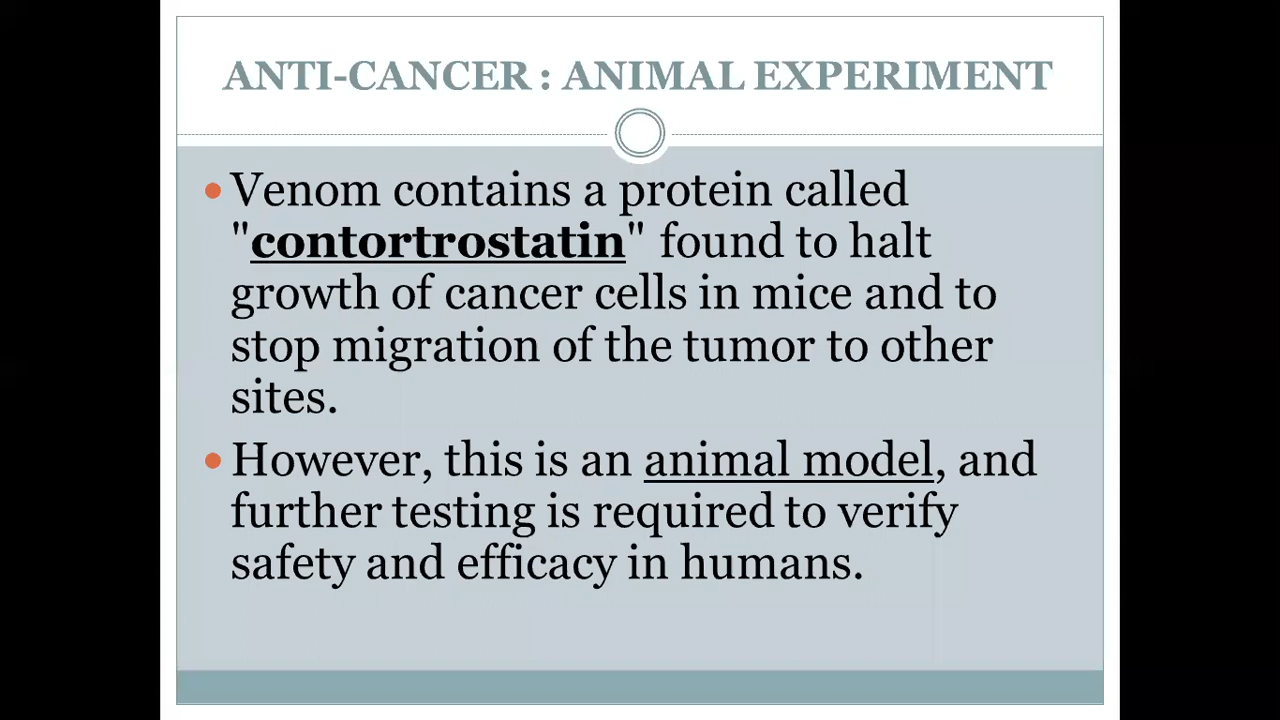 ANTI-CANCER : ANIMAL EXPERIMENT
• Venom contains a protein called
"contortrostatin" found to halt
growth of cancer cells in mice and to
stop migration of the tumor to other
sites.
• However, this is an animal model, and
further testing is required to verify
safety and efficacy in humans.